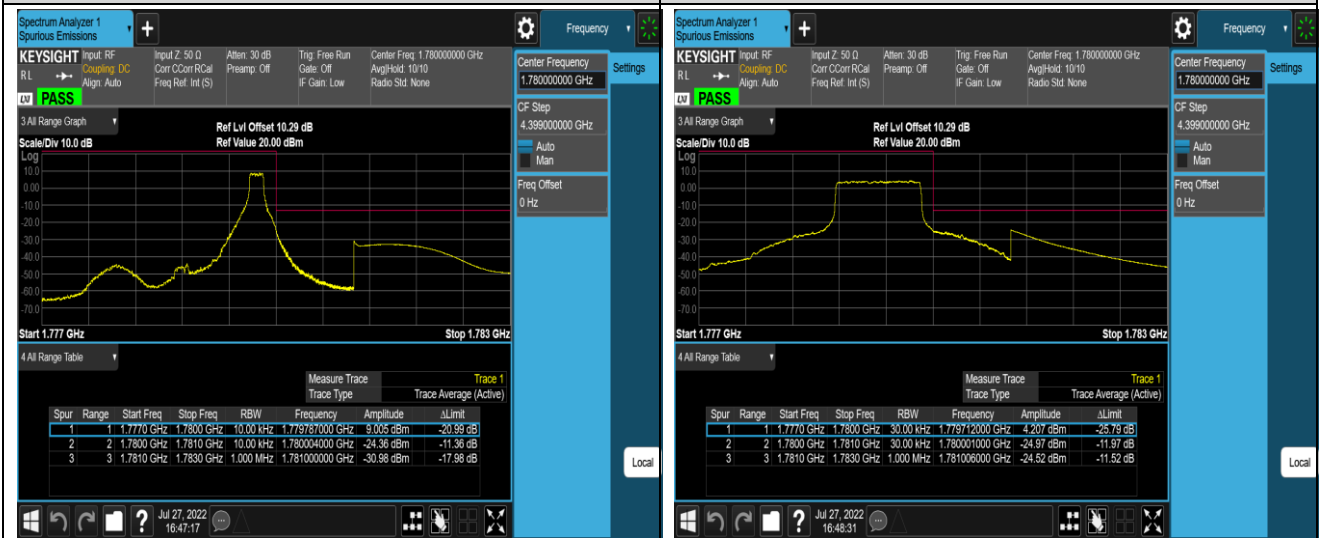 Spectrum Analyzer 1
Spurious Emissions
+
Frequency
KEYSIGHT Input: RF Input Z: 50 Ω Atten: 30 dB Trig: Free Run Center Freq: 1.780000000 GHz
Coupling: DC Corr CCorr RCal Preamp: Off Gate: Off Avg|Hold: 10/10
RL Align: Auto Freq Ref: Int (S) IF Gain: Low Radio Std: None
LXI PASS
Center Frequency
1.780000000 GHz
Settings
CF Step
4.399000000 GHz
Auto
Man
Freq Offset
0 Hz
3 All Range Graph
Ref Lvl Offset 10.29 dB
Scale/Div 10.0 dB Ref Value 20.00 dBm
Log
10.0
0.00
-10.0
-20.0
-30.0
-40.0
-50.0
-60.0
-70.0
Start 1.777 GHz Stop 1.783 GHz
4 All Range Table
Measure Trace Trace 1
Trace Type Trace Average (Active)
Spur Range Start Freq Stop Freq RBW Frequency Amplitude ΔLimit
1 1 1.7770 GHz 1.7800 GHz 10.00 kHz 1.779787000 GHz 9.005 dBm -20.99 dB
2 2 1.7800 GHz 1.7810 GHz 10.00 kHz 1.780004000 GHz -24.36 dBm -11.36 dB
3 3 1.7810 GHz 1.7830 GHz 1.000 MHz 1.781000000 GHz -30.98 dBm -17.98 dB
Local
?
Jul 27, 2022
16:47:17
Spectrum Analyzer 1
Spurious Emissions
+
Frequency
KEYSIGHT Input: RF Input Z: 50 Ω Atten: 30 dB Trig: Free Run Center Freq: 1.780000000 GHz
Coupling: DC Corr CCorr RCal Preamp: Off Gate: Off Avg|Hold: 10/10
RL Align: Auto Freq Ref: Int (S) IF Gain: Low Radio Std: None
LXI PASS
Center Frequency
1.780000000 GHz
Settings
CF Step
4.399000000 GHz
Auto
Man
Freq Offset
0 Hz
3 All Range Graph
Ref Lvl Offset 10.29 dB
Scale/Div 10.0 dB Ref Value 20.00 dBm
Log
10.0
0.00
-10.0
-20.0
-30.0
-40.0
-50.0
-60.0
-70.0
Start 1.777 GHz Stop 1.783 GHz
4 All Range Table
Measure Trace Trace 1
Trace Type Trace Average (Active)
Spur Range Start Freq Stop Freq RBW Frequency Amplitude ΔLimit
1 1 1.7770 GHz 1.7800 GHz 30.00 kHz 1.779712000 GHz 4.207 dBm -25.79 dB
2 2 1.7800 GHz 1.7810 GHz 30.00 kHz 1.780001000 GHz -24.97 dBm -11.97 dB
3 3 1.7810 GHz 1.7830 GHz 1.000 MHz 1.781006000 GHz -24.52 dBm -11.52 dB
Local
?
Jul 27, 2022
16:48:31